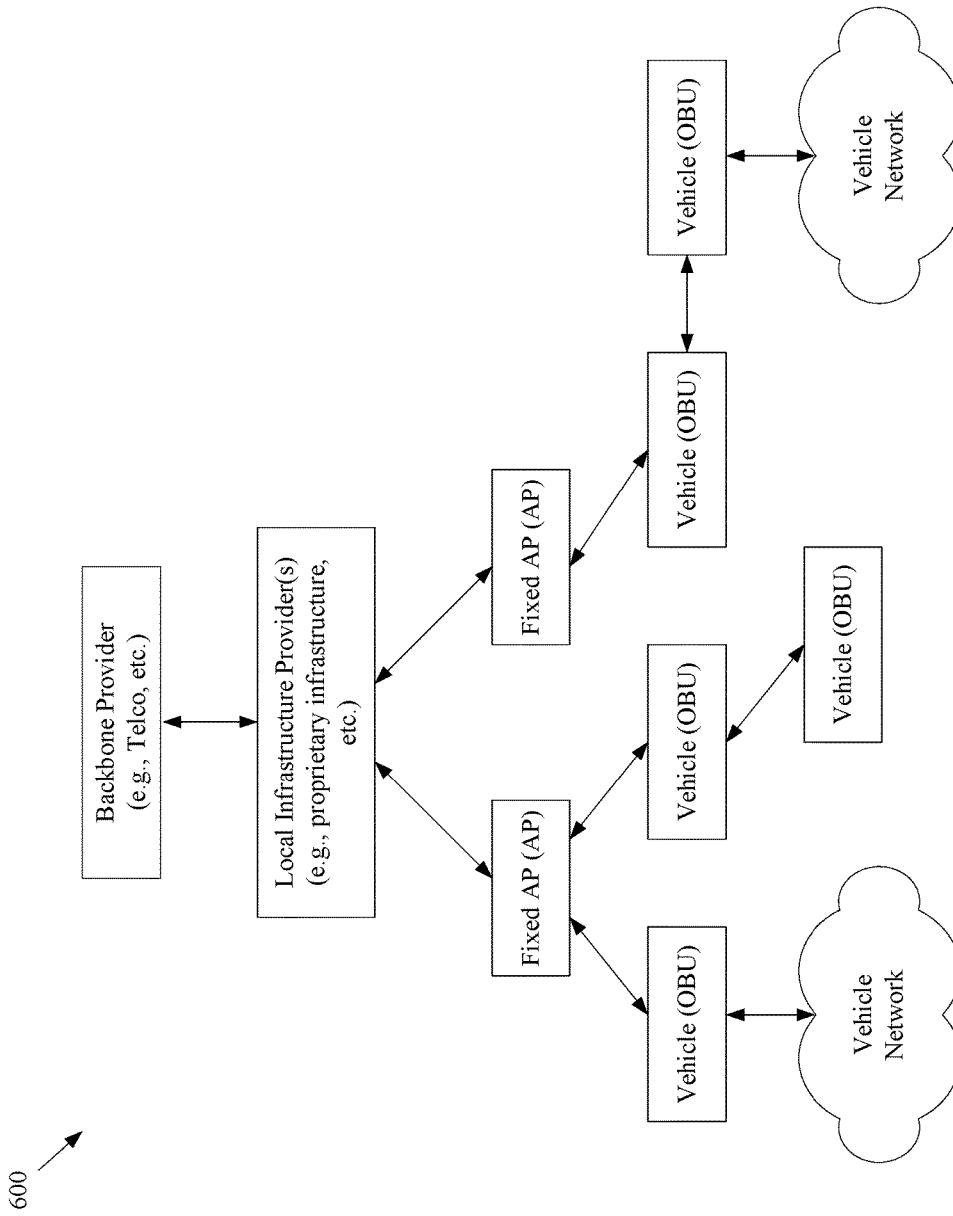 600
Backbone Provider
(e.g., Telco, etc.)
Local Infrastructure Provider(s)
(e.g., proprietary infrastructure,
etc.)
Fixed AP (AP)
Fixed AP (AP)
Vehicle (OBU)
Vehicle (OBU)
Vehicle (OBU)
Vehicle (OBU)
Vehicle (OBU)
Vehicle
Network
Vehicle
Network